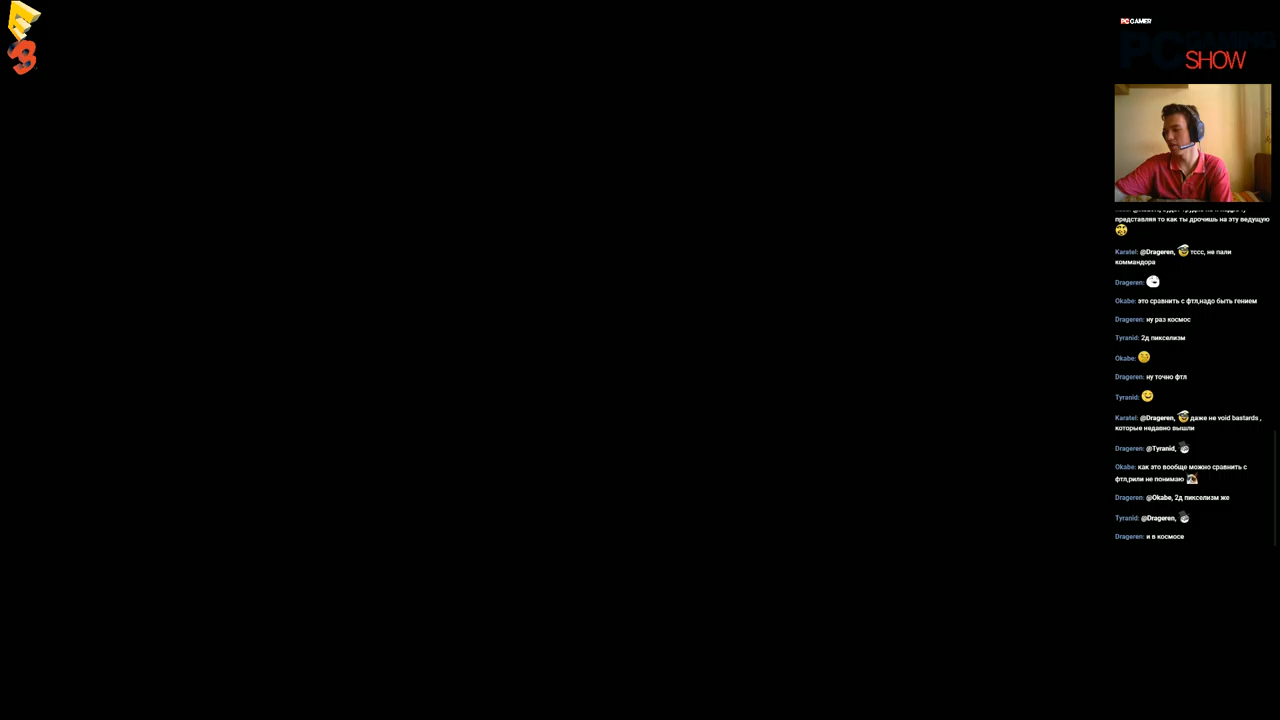 E3
PC GAMER
PC GAMING
SHOW
представляя то как ты дрочишь на эту ведущую
Karatel: @Drageren, тссс, не пали
коммандора
Drageren:
Okabe: это сравнить с фтл,надо быть гением
Drageren: ну раз космос
Tyranid: 2д пикселизм
Okabe:
Drageren: ну точно фтл
Tyranid:
Karatel: @Drageren, даже не void bastards ,
которые недавно вышли
Drageren: @Tyranid,
Okabe: как это вообще можно сравнить с
фтл,рили не понимаю
Drageren: @Okabe, 2д пикселизм же
Tyranid: @Drageren,
Drageren: и в космосе